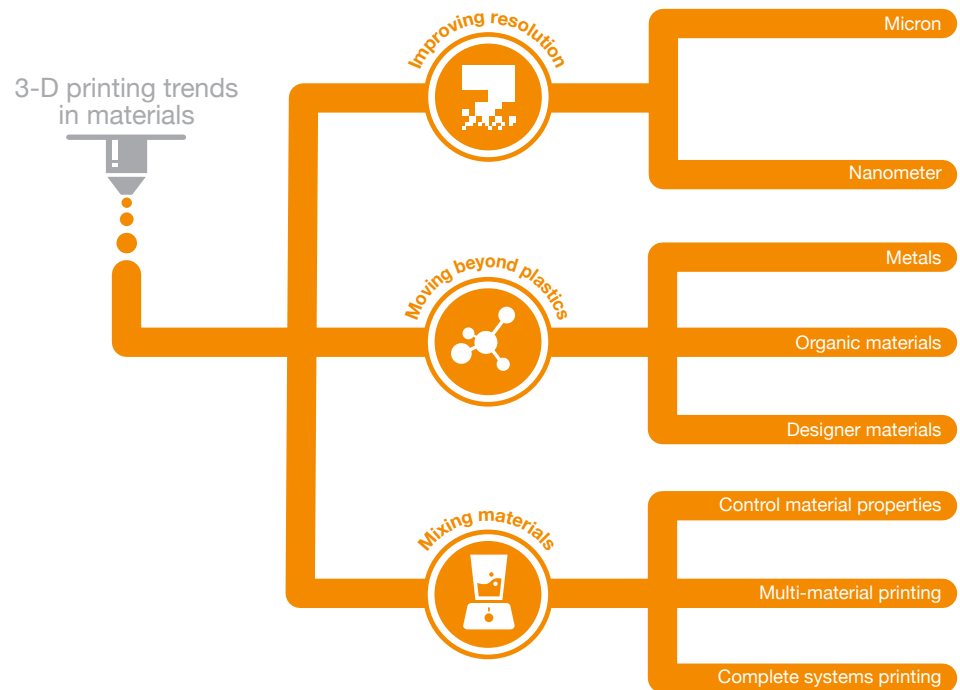 3-D printing trends
in materials
Improving resolution
Micron
Nanometer
Moving beyond plastics
Metals
Organic materials
Designer materials
Mixing materials
Control material properties
Multi-material printing
Complete systems printing